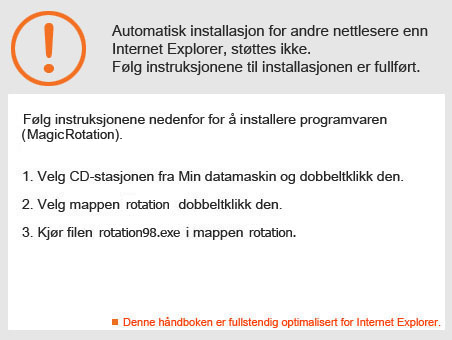 Automatisk installasjon for andre nettlesere enn
Internet Explorer, støttes ikke.
Følg instruksjonene til installasjonen er fullført.
Følg instruksjonene nedenfor for å installere programvaren
(MagicRotation).
1. Velg CD-stasjonen fra Min datamaskin og dobbeltklikk den.
2. Velg mappen rotation dobbeltklikk den.
3. Kjør filen rotation98.exe i mappen rotation.
Denne håndboken er fullstendig optimalisert for Internet Explorer.